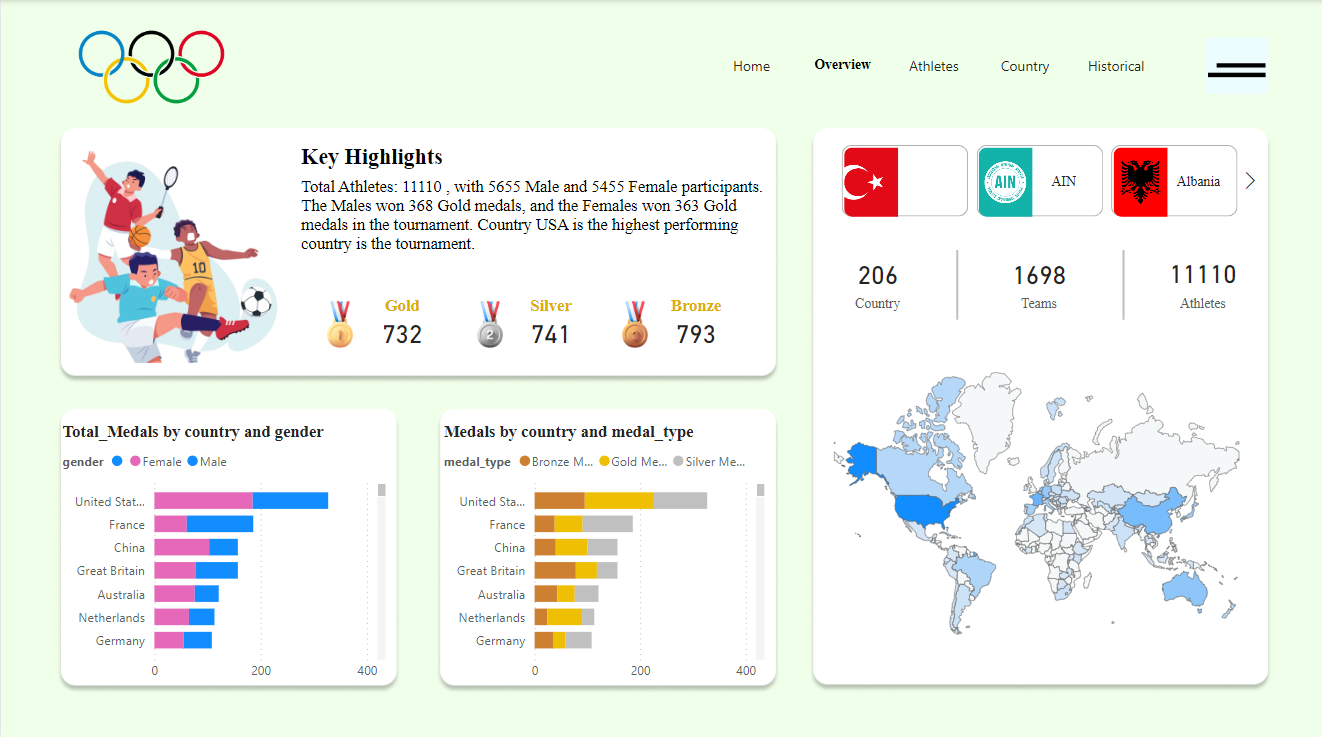 Home
Overview
Athletes
Country
Historical
Key Highlights
Total Athletes: 11110 , with 5655 Male and 5455 Female participants.
The Males won 368 Gold medals, and the Females won 363 Gold
medals in the tournament. Country USA is the highest performing
country is the tournament.
10
1
Gold
732
2
Silver
741
Bronze
793
AIN
AIN
Albania
206
Country
1698
Teams
11110
Athletes
Total_Medals by country and gender
gender Female Male
United Stat...
France
China
Great Britain
Australia
Netherlands
Germany
0 200 400
Medals by country and medal_type
medal_type Bronze M... Gold Me... Silver Me...
United Sta...
France
China
Great Britain
Australia
Netherlands
Germany
0 200 400